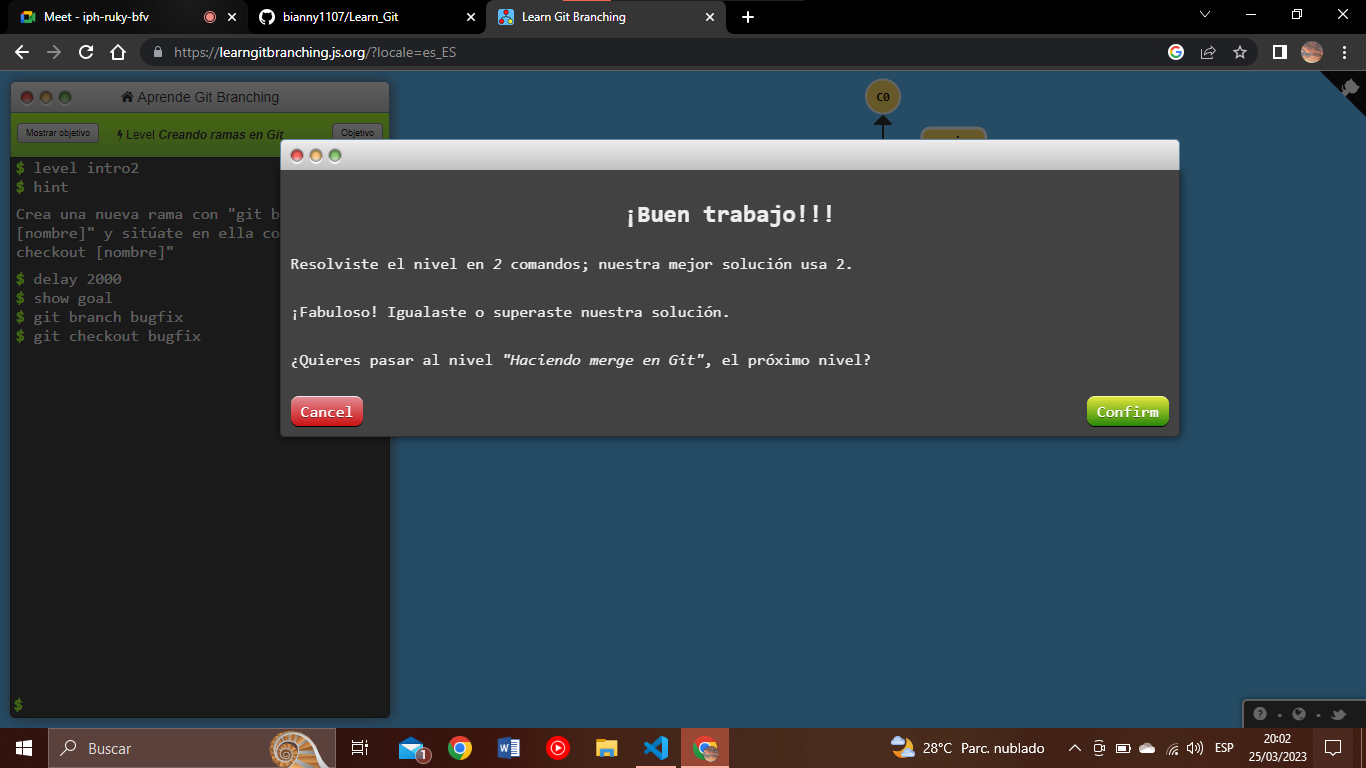 Meet - iph-ruky-bfv
bianny1107/Learn_Git
Learn Git Branching
https://learngitbranching.js.org/?locale=es_ES
Aprende Git Branching
Mostrar objetivo
Level Creando ramas en Git
Objetivo
$ level intro2
$ hint
Crea una nueva rama con "git b
[nombre]" y sitúate en ella co
checkout [nombre]"
$ delay 2000
$ show goal
$ git branch bugfix
$ git checkout bugfix
$
C0
¡Buen trabajo!!!
Resolviste el nivel en 2 comandos; nuestra mejor solución usa 2.
¡Fabuloso! Igualaste o superaste nuestra solución.
¿Quieres pasar al nivel "Haciendo merge en Git", el próximo nivel?
Cancel
Confirm
Buscar
1
28°C Parc. nublado
ESP
20:02
25/03/2023